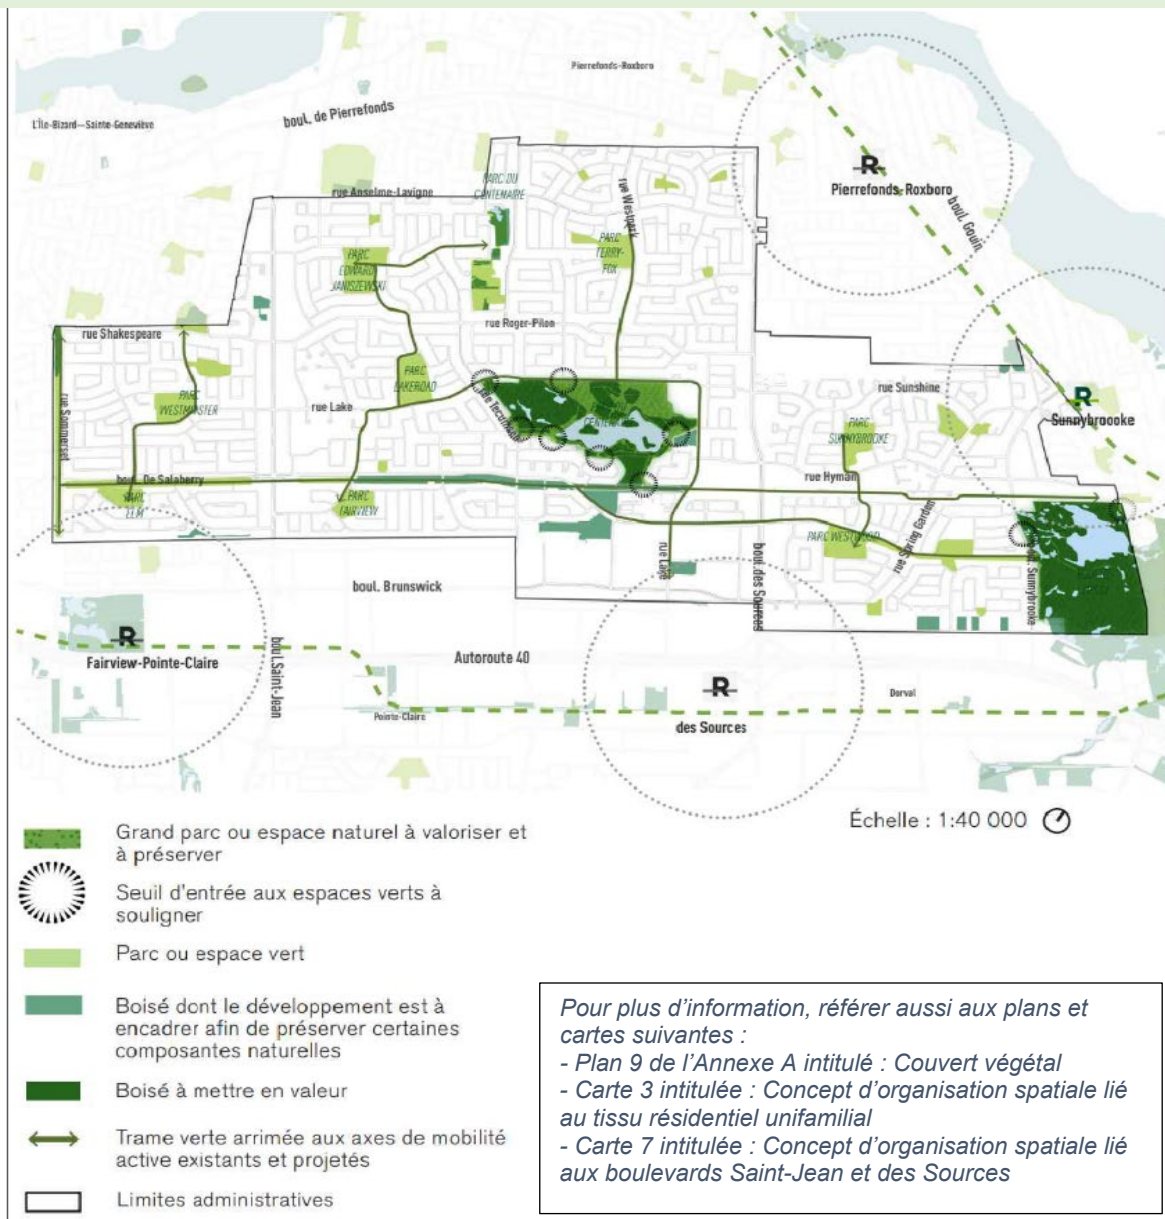 Pierrefonds-Roxboro
L'Île-Bizard—Sainte-Geneviève
boul. de Pierrefonds
R
Pierrefonds-Roxboro
boul. Gouin
PARC DU
CENTENAIRE
rue Anselme-Lavigne
rue Westpark
PARC
TERRY-
FOX
PARC
EDWARD
JANISZEWSKI
rue Roger-Pilon
rue Shakespeare
PARC
LAKEROAD
rue Sunshine
R
Sunnybroooke
rue Sommerset
PARC
WESTMINSTER
rue Lake
rue Tecumseh
PARC
SUNNYBROOKE
boul. De Salaberry
PARC
ELM
PARC
FAIRVIEW
rue Hyman
rue Spring Garden
PARC WESTWOOD
rue Lake
boul. des Sources
boul. Sunnybrooke
boul. Brunswick
R
Fairview-Pointe-Claire
boul.Saint-Jean
Autoroute 40
R
des Sources
Dorval
Pointe-Claire
Échelle : 1:40 000
Grand parc ou espace naturel à valoriser et
à préserver
Seuil d'entrée aux espaces verts à
souligner
Parc ou espace vert
Boisé dont le développement est à
encadrer afin de préserver certaines
composantes naturelles
Boisé à mettre en valeur
Trame verte arrimée aux axes de mobilité
active existants et projetés
Limites administratives
Pour plus d'information, référer aussi aux plans et
cartes suivantes :
- Plan 9 de l'Annexe A intitulé : Couvert végétal
- Carte 3 intitulée : Concept d'organisation spatiale lié
au tissu résidentiel unifamilial
- Carte 7 intitulée : Concept d'organisation spatiale lié
aux boulevards Saint-Jean et des Sources